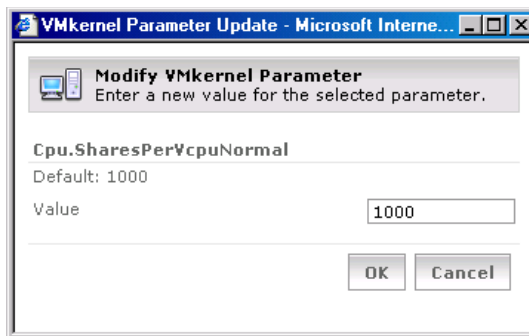 VMkernel Parameter Update - Microsoft Interne...
Modify VMkernel Parameter
Enter a new value for the selected parameter.
Cpu.SharesPerVcpuNormal
Default: 1000
Value 1000
OK Cancel